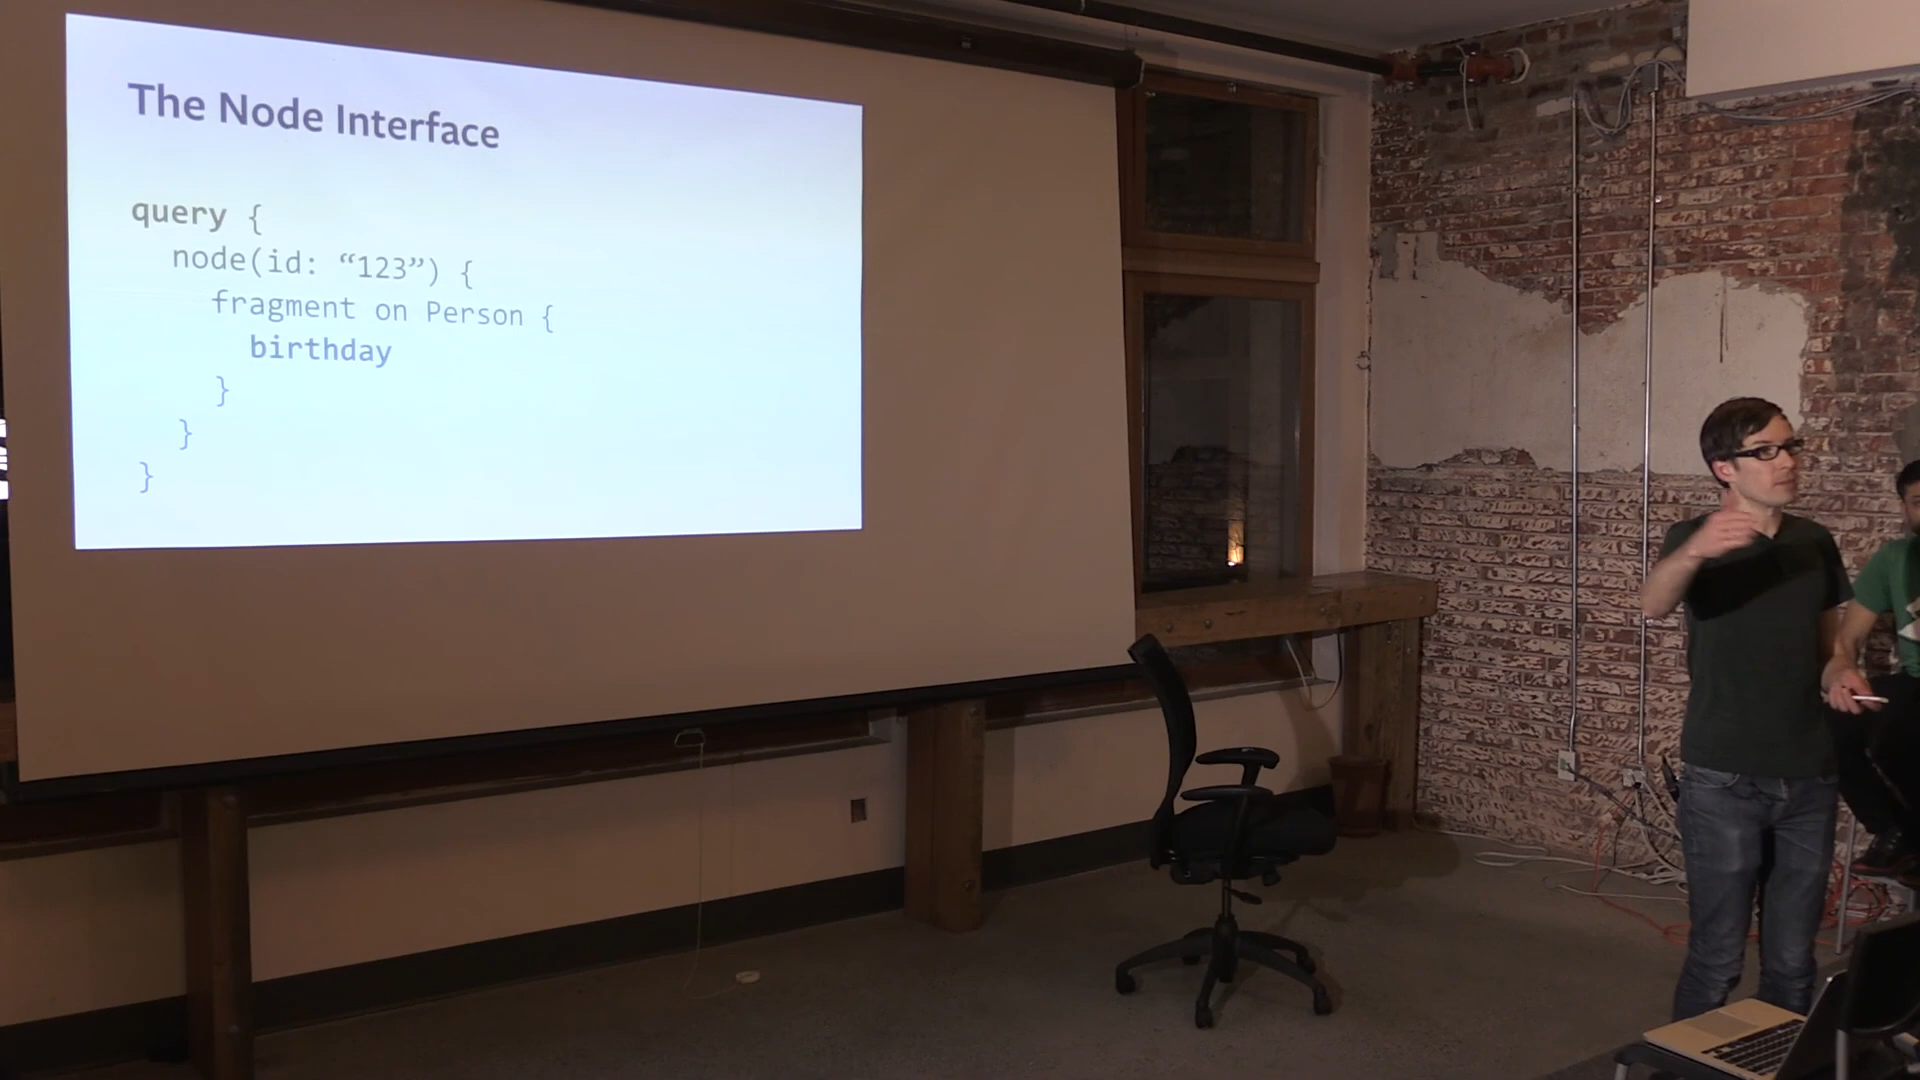 The Node Interface
query {
node(id: “123”) {
fragment on Person {
birthday
}
}
}